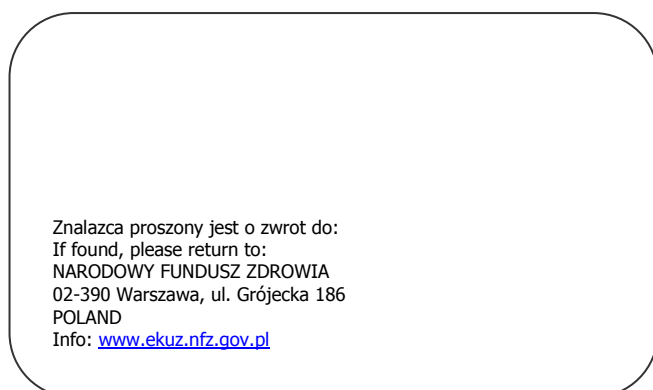 Znalazca proszony jest o zwrot do:
If found, please return to:
NARODOWY FUNDUSZ ZDROWIA
02-390 Warszawa, ul. Grójecka 186
POLAND
Info: www.ekuz.nfz.gov.pl